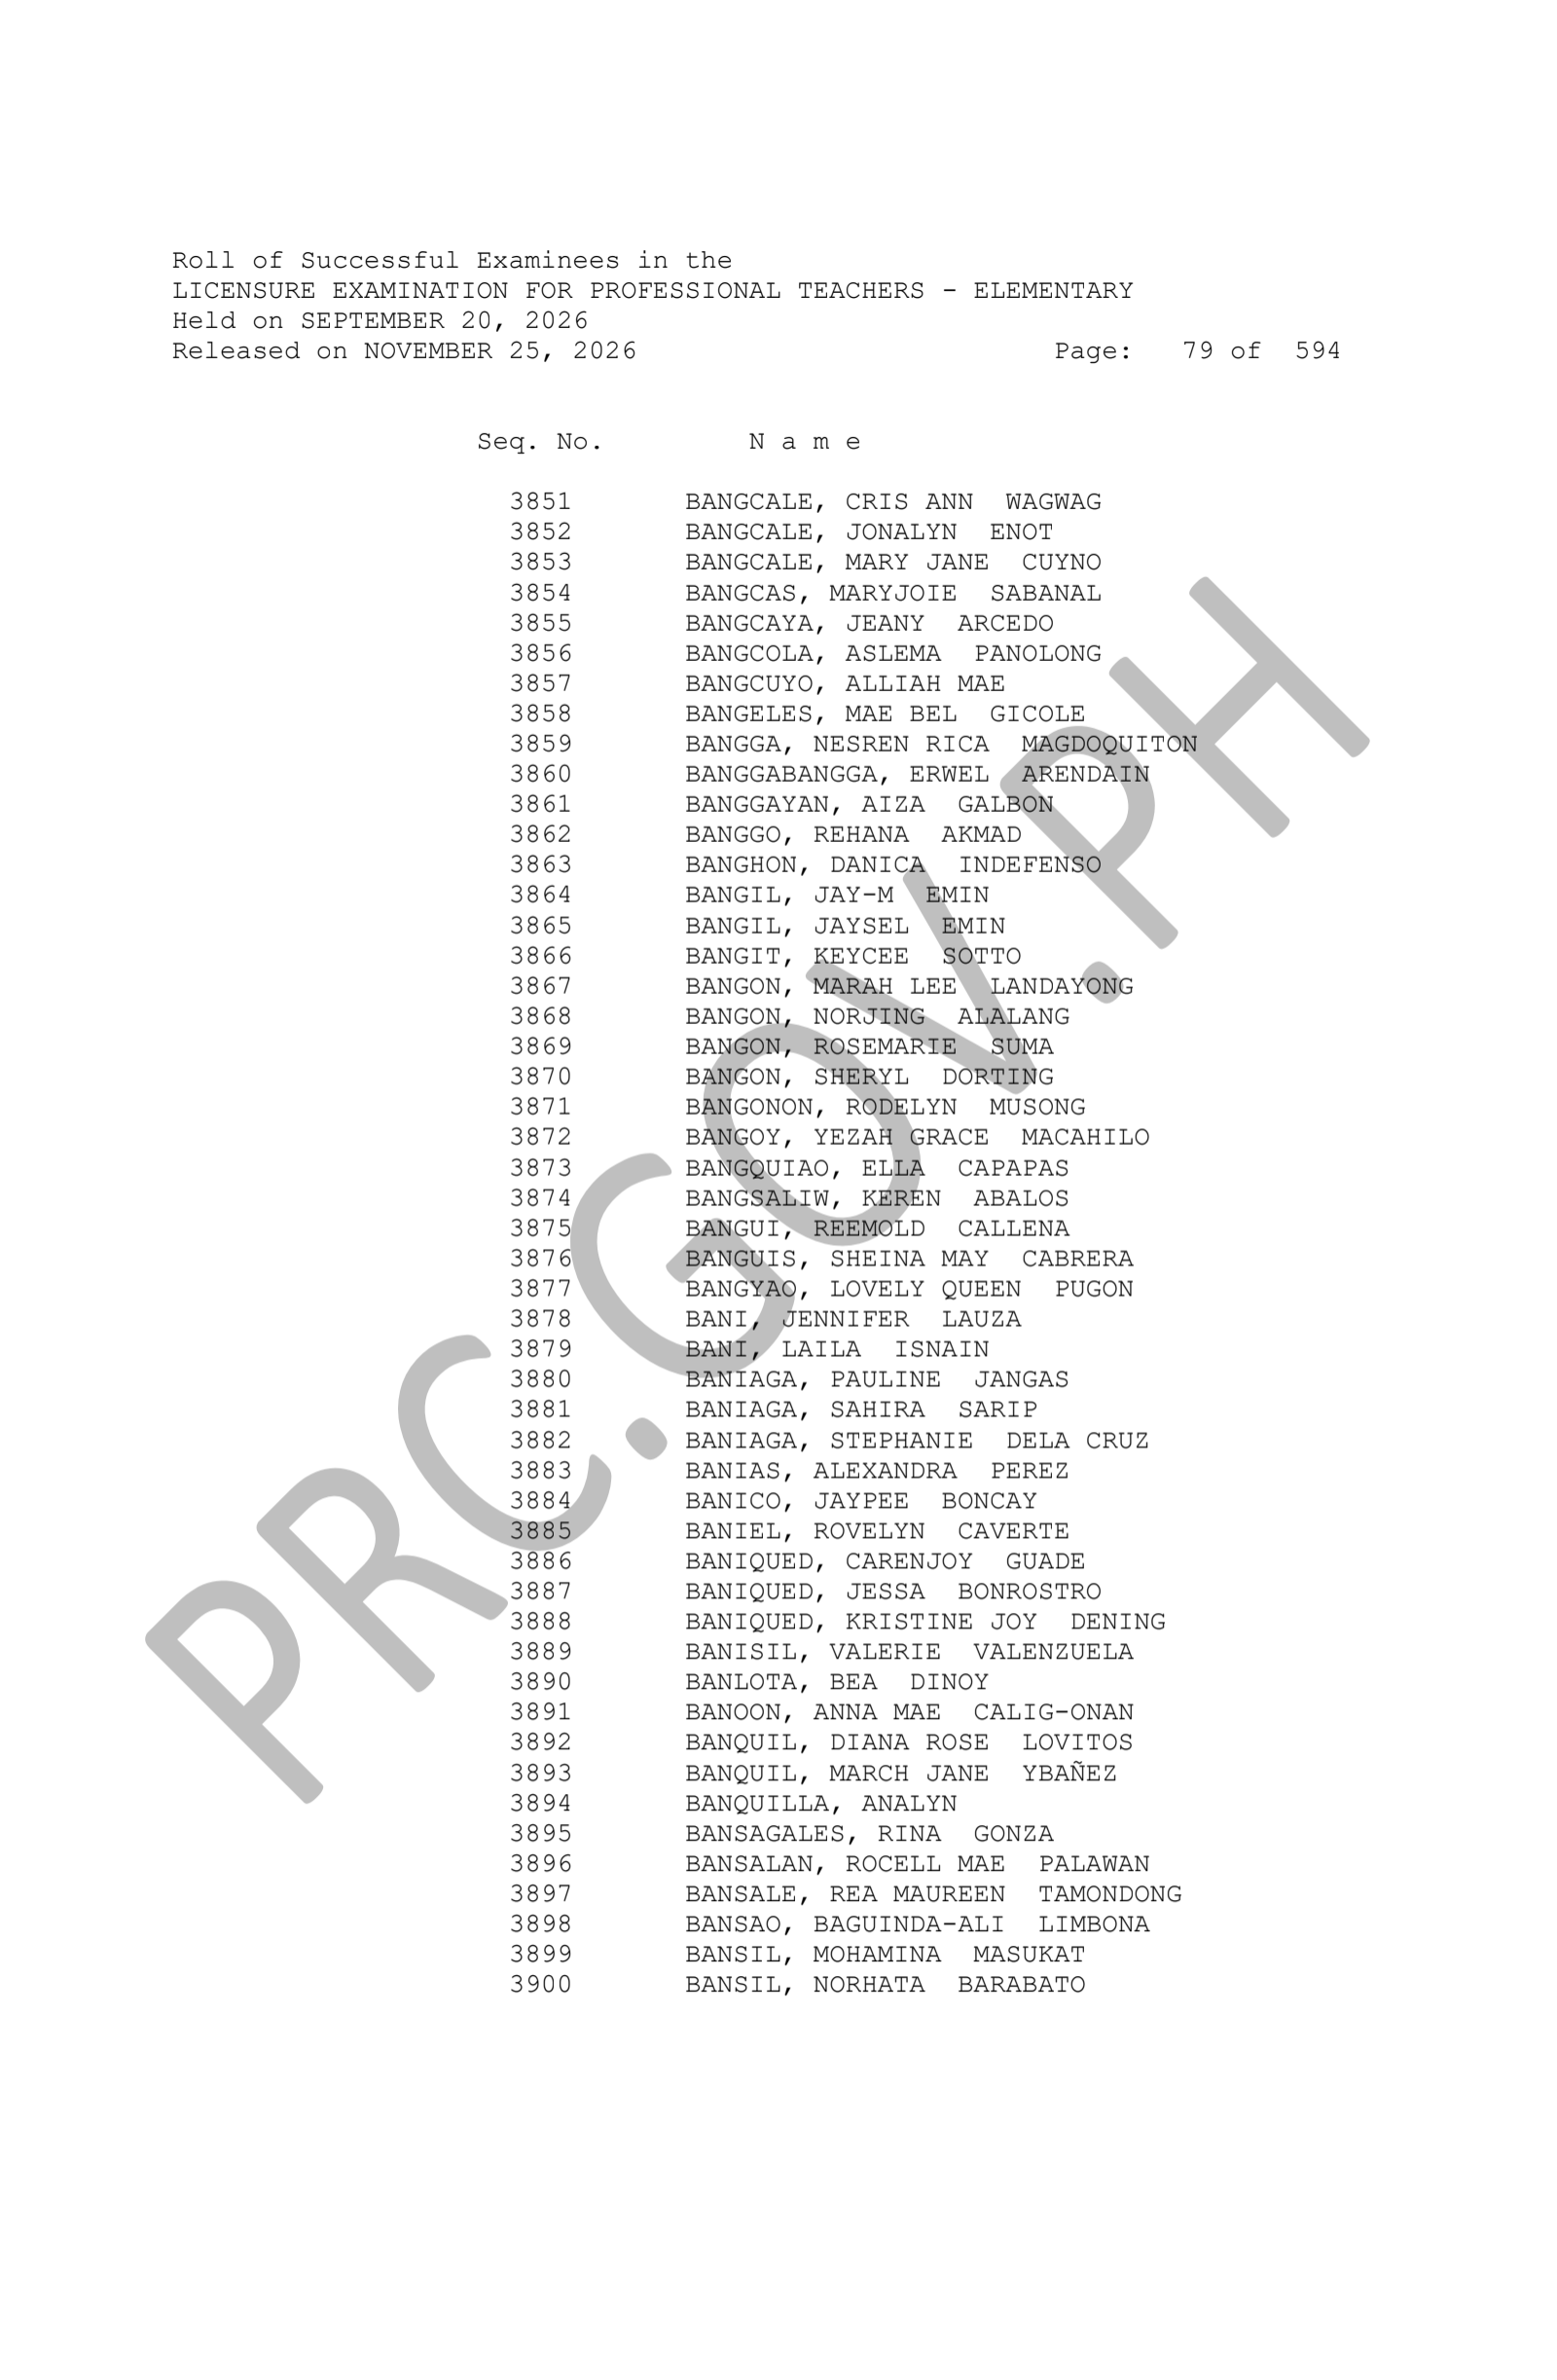 Roll of Successful Examinees in the
LICENSURE EXAMINATION FOR PROFESSIONAL TEACHERS - ELEMENTARY
Held on SEPTEMBER 20, 2026
Released on NOVEMBER 25, 2026 Page: 79 of 594
Seq. No. N a m e
3851 BANGCALE, CRIS ANN WAGWAG
3852 BANGCALE, JONALYN ENOT
3853 BANGCALE, MARY JANE CUYNO
3854 BANGCAS, MARYJOIE SABANAL
3855 BANGCAYA, JEANY ARCEDO
3856 BANGCOLA, ASLEMA PANOLONG
3857 BANGCUYO, ALLIAH MAE
3858 BANGELES, MAE BEL GICOLE
3859 BANGGA, NESREN RICA MAGDOQUITON
3860 BANGGABANGGA, ERWEL ARENDAIN
3861 BANGGAYAN, AIZA GALBON
3862 BANGGO, REHANA AKMAD
3863 BANGHON, DANICA INDEFENSO
3864 BANGIL, JAY-M EMIN
3865 BANGIL, JAYSEL EMIN
3866 BANGIT, KEYCEE SOTTO
3867 BANGON, MARAH LEE LANDAYONG
3868 BANGON, NORJING ALALANG
3869 BANGON, ROSEMARIE SUMA
3870 BANGON, SHERYL DORTING
3871 BANGONON, RODELYN MUSONG
3872 BANGOY, YEZAH GRACE MACAHILO
3873 BANGQUIAO, ELLA CAPAPAS
3874 BANGSALIW, KEREN ABALOS
3875 BANGUI, REEMOLD CALLENA
3876 BANGUIS, SHEINA MAY CABRERA
3877 BANGYAO, LOVELY QUEEN PUGON
3878 BANI, JENNIFER LAUZA
3879 BANI, LAILA ISNAIN
3880 BANIAGA, PAULINE JANGAS
3881 BANIAGA, SAHIRA SARIP
3882 BANIAGA, STEPHANIE DELA CRUZ
3883 BANIAS, ALEXANDRA PEREZ
3884 BANICO, JAYPEE BONCAY
3885 BANIEL, ROVELYN CAVERTE
3886 BANIQUED, CARENJOY GUADE
3887 BANIQUED, JESSA BONROSTRO
3888 BANIQUED, KRISTINE JOY DENING
3889 BANISIL, VALERIE VALENZUELA
3890 BANLOTA, BEA DINOY
3891 BANOON, ANNA MAE CALIG-ONAN
3892 BANQUIL, DIANA ROSE LOVITOS
3893 BANQUIL, MARCH JANE YBAÑEZ
3894 BANQUILLA, ANALYN
3895 BANSAGALES, RINA GONZA
3896 BANSALAN, ROCELL MAE PALAWAN
3897 BANSALE, REA MAUREEN TAMONDONG
3898 BANSAO, BAGUINDA-ALI LIMBONA
3899 BANSIL, MOHAMINA MASUKAT
3900 BANSIL, NORHATA BARABATO
PRC.GOV.PH